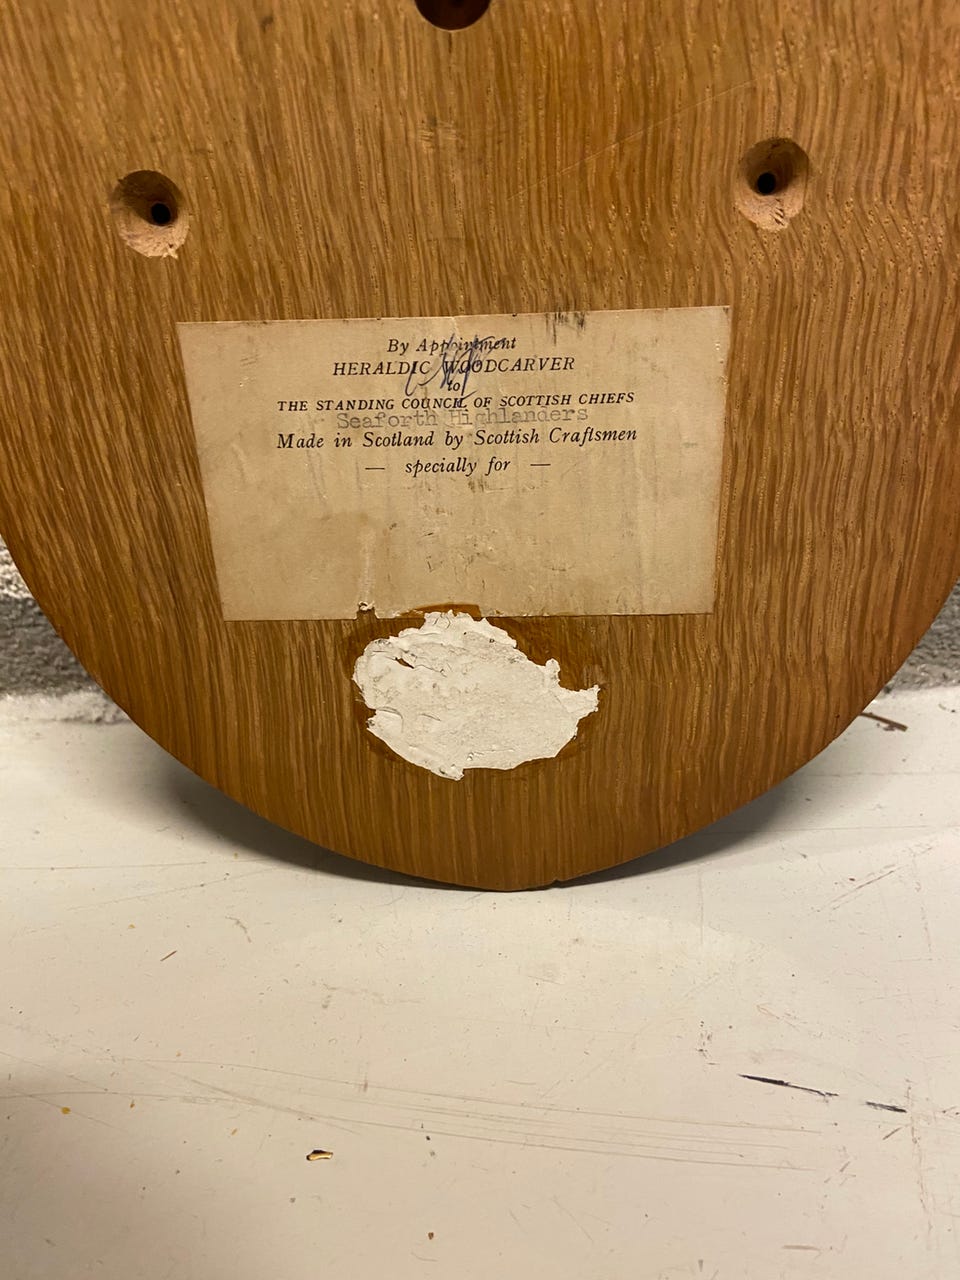 By Appointment
HERALDIC WOODCARVER
to
THE STANDING COUNCIL OF SCOTTISH CHIEFS
Seaforth Highlanders
Made in Scotland by Scottish Craftsmen
— specially for —